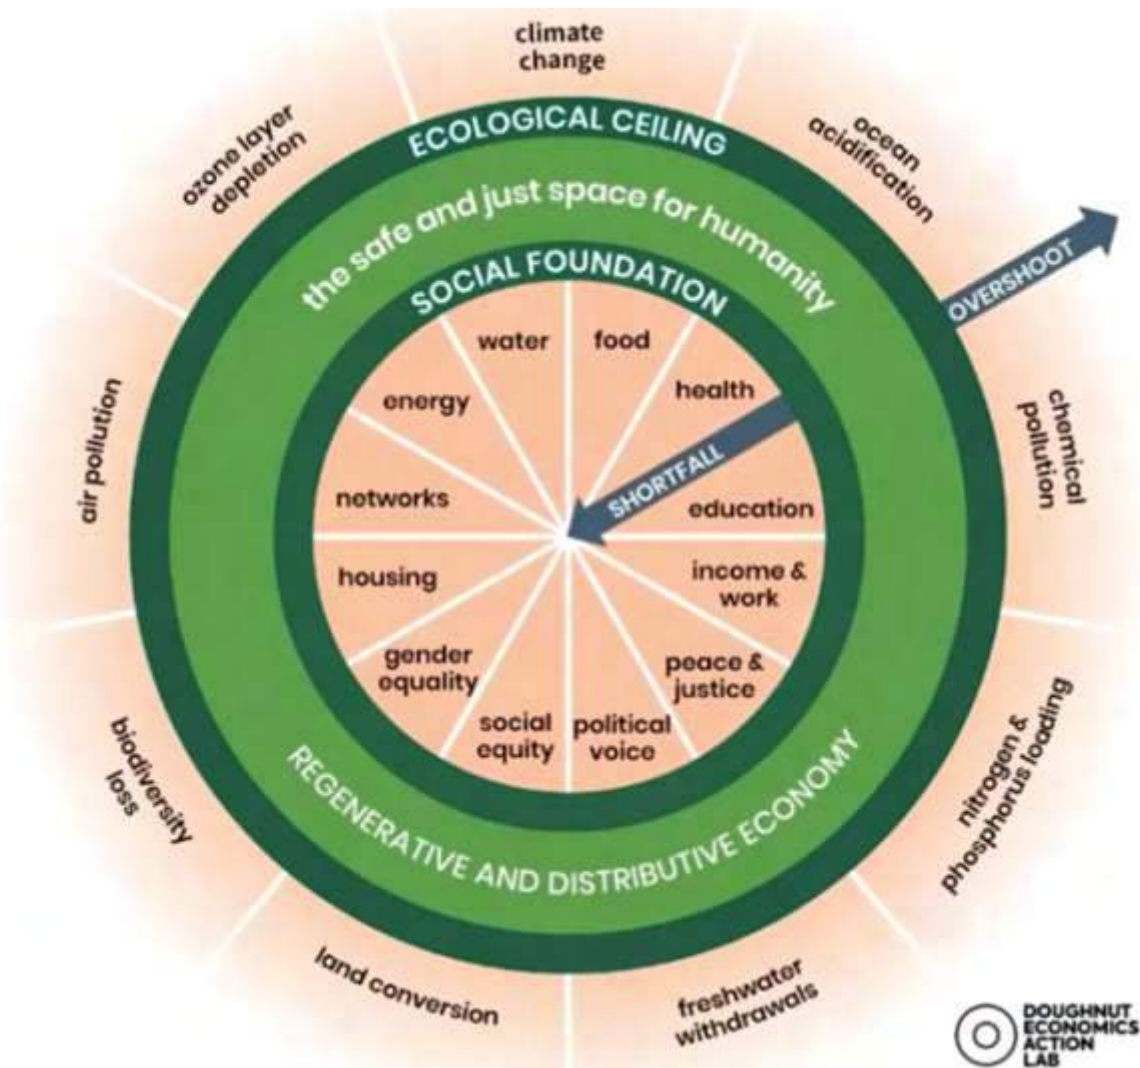 climate
change
ozone layer
depletion
ocean
acidification
ECOLOGICAL CEILING
the safe and just space for humanity
SOCIAL FOUNDATION
OVERSHOOT
water
food
energy
health
air pollution
chemical
pollution
SHORTFALL
networks
education
housing
income &
work
gender
equality
peace &
justice
social
equity
political
voice
biodiversity
loss
nitrogen &
phosphorus loading
REGENERATIVE AND DISTRIBUTIVE ECONOMY
land conversion
freshwater
withdrawals
DOUGHNUT
ECONOMICS
ACTION
LAB